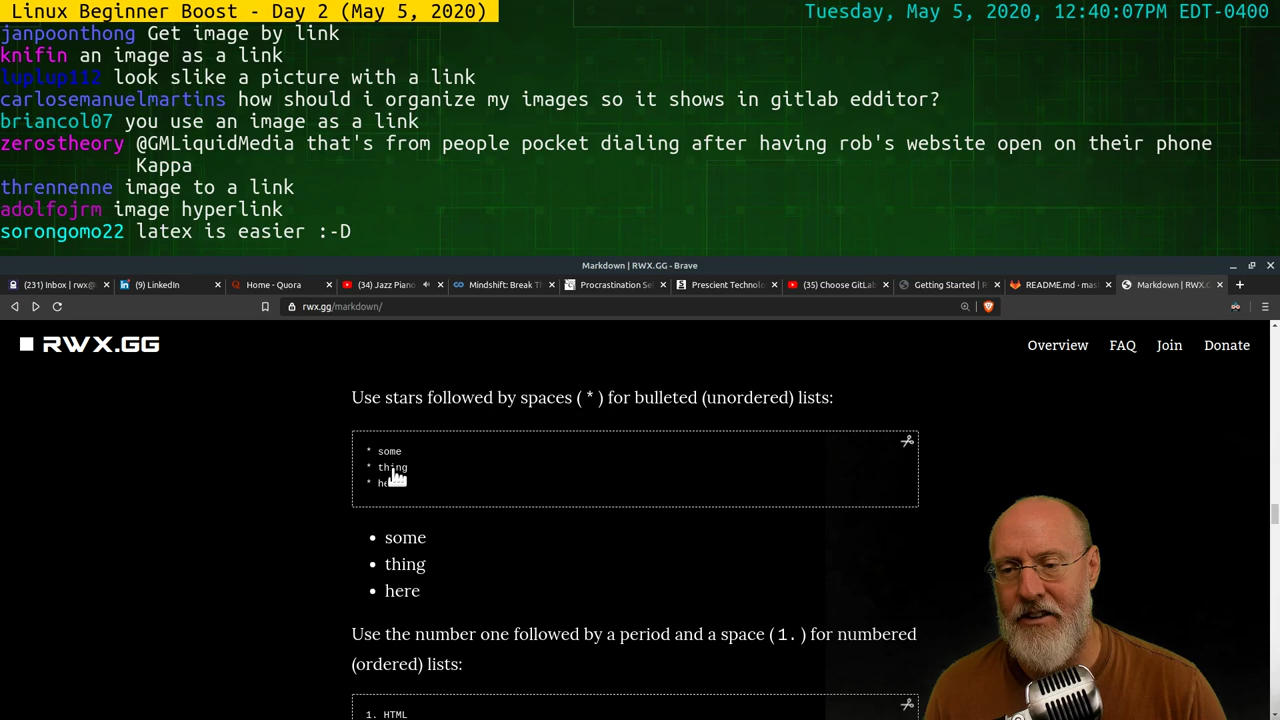 Linux Beginner Boost - Day 2 (May 5, 2020)
Tuesday, May 5, 2020, 12:40:07PM EDT-0400
janpoonthong Get image by link
knifin an image as a link
luplup112 look slike a picture with a link
carlosemanuelmartins how should i organize my images so it shows in gitlab edditor?
briancol07 you use an image as a link
zerostheory @GMLiquidMedia that's from people pocket dialing after having rob's website open on their phone
Kappa
thrennenne image to a link
adolfojrm image hyperlink
sorongomo22 latex is easier :-D
Markdown | RWX.GG - Brave
(231) Inbox | rwx@
(9) LinkedIn
Home - Quora
(34) Jazz Piano
Mindshift: Break Th
Procrastination Sel
Prescient Technolo
(35) Choose GitLab
Getting Started | R
README.md · mas
Markdown | RWX.G
rwx.gg/markdown/
RWX.GG
Overview FAQ Join Donate
Use stars followed by spaces ( * ) for bulleted (unordered) lists:
* some
* thing
*
• some
• thing
• here
Use the number one followed by a period and a space ( 1. ) for numbered
(ordered) lists:
1. HTML